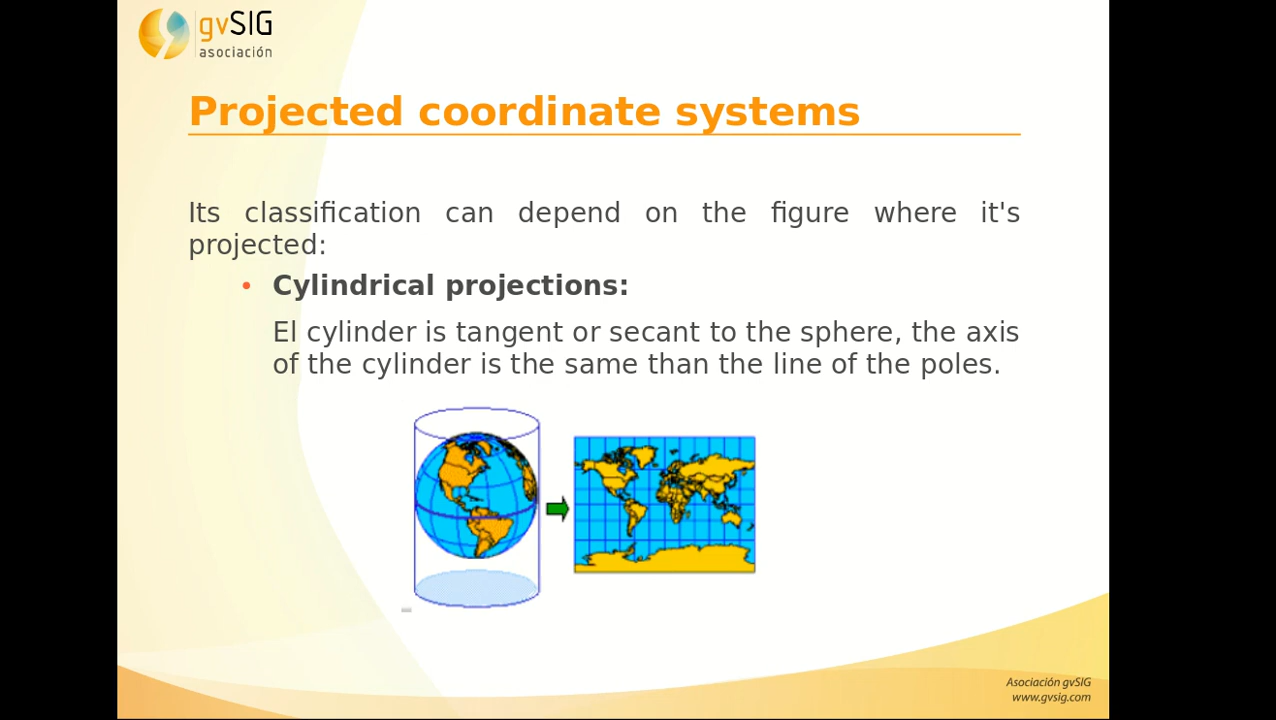 gvSIG
asociación
Projected coordinate systems
Its classification can depend on the figure where it's
projected:
• Cylindrical projections:
El cylinder is tangent or secant to the sphere, the axis
of the cylinder is the same than the line of the poles.
Asociación gvSIG
www.gvsig.com